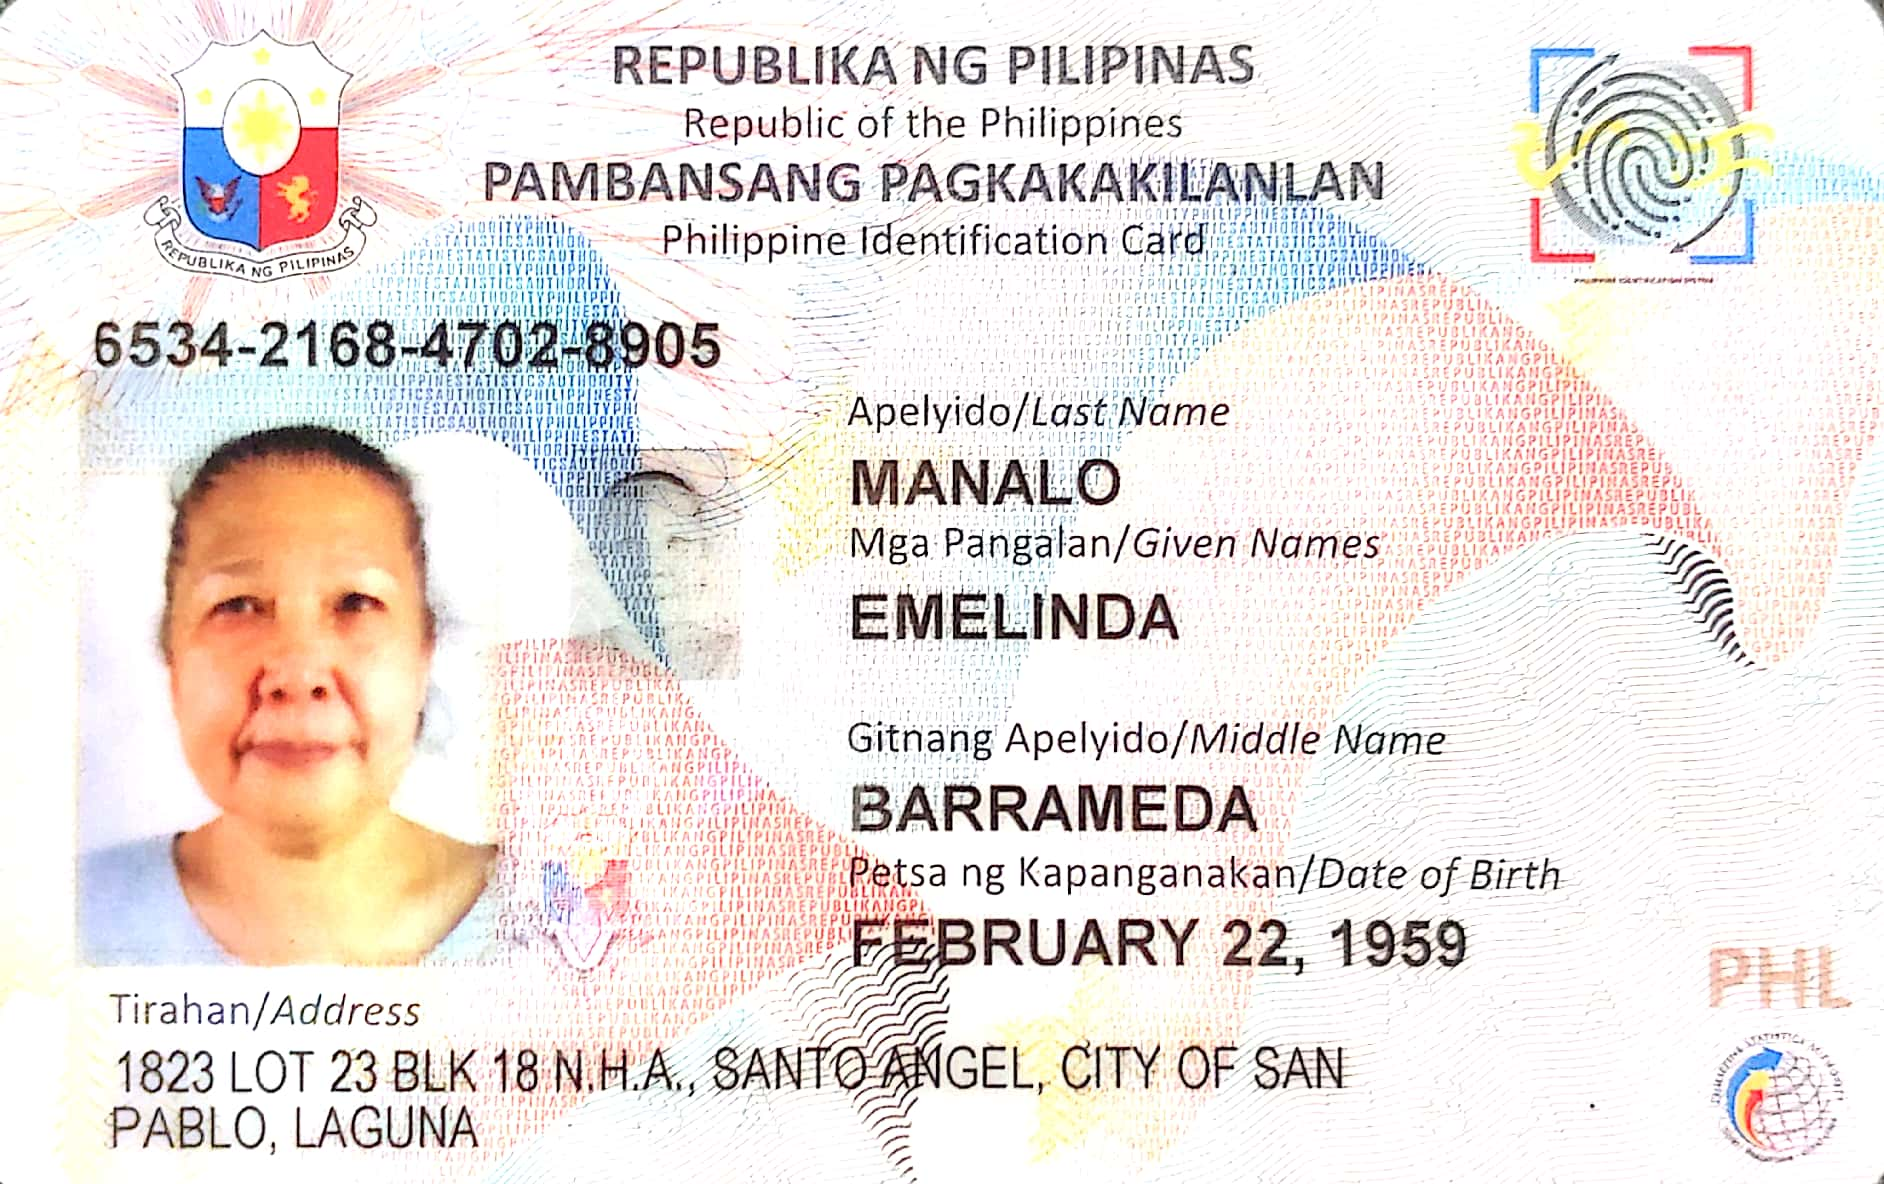 REPUBLIKA NG PILIPINAS
Republic of the Philippines
PAMBANSANG PAGKAKAKILANLAN
Philippine Identification Card
REPUBLIKA NG PILIPINAS
PHILIPPINE IDENTIFICATION SYSTEM
6534-2168-4702-8905
Apelyido/Last Name
MANALO
Mga Pangalan/Given Names
EMELINDA
Gitnang Apelyido/Middle Name
BARRAMEDA
Petsa ng Kapanganakan/Date of Birth
FEBRUARY 22, 1959
PHL
Tirahan/Address
1823 LOT 23 BLK 18 N.H.A., SANTO ANGEL, CITY OF SAN
PABLO, LAGUNA